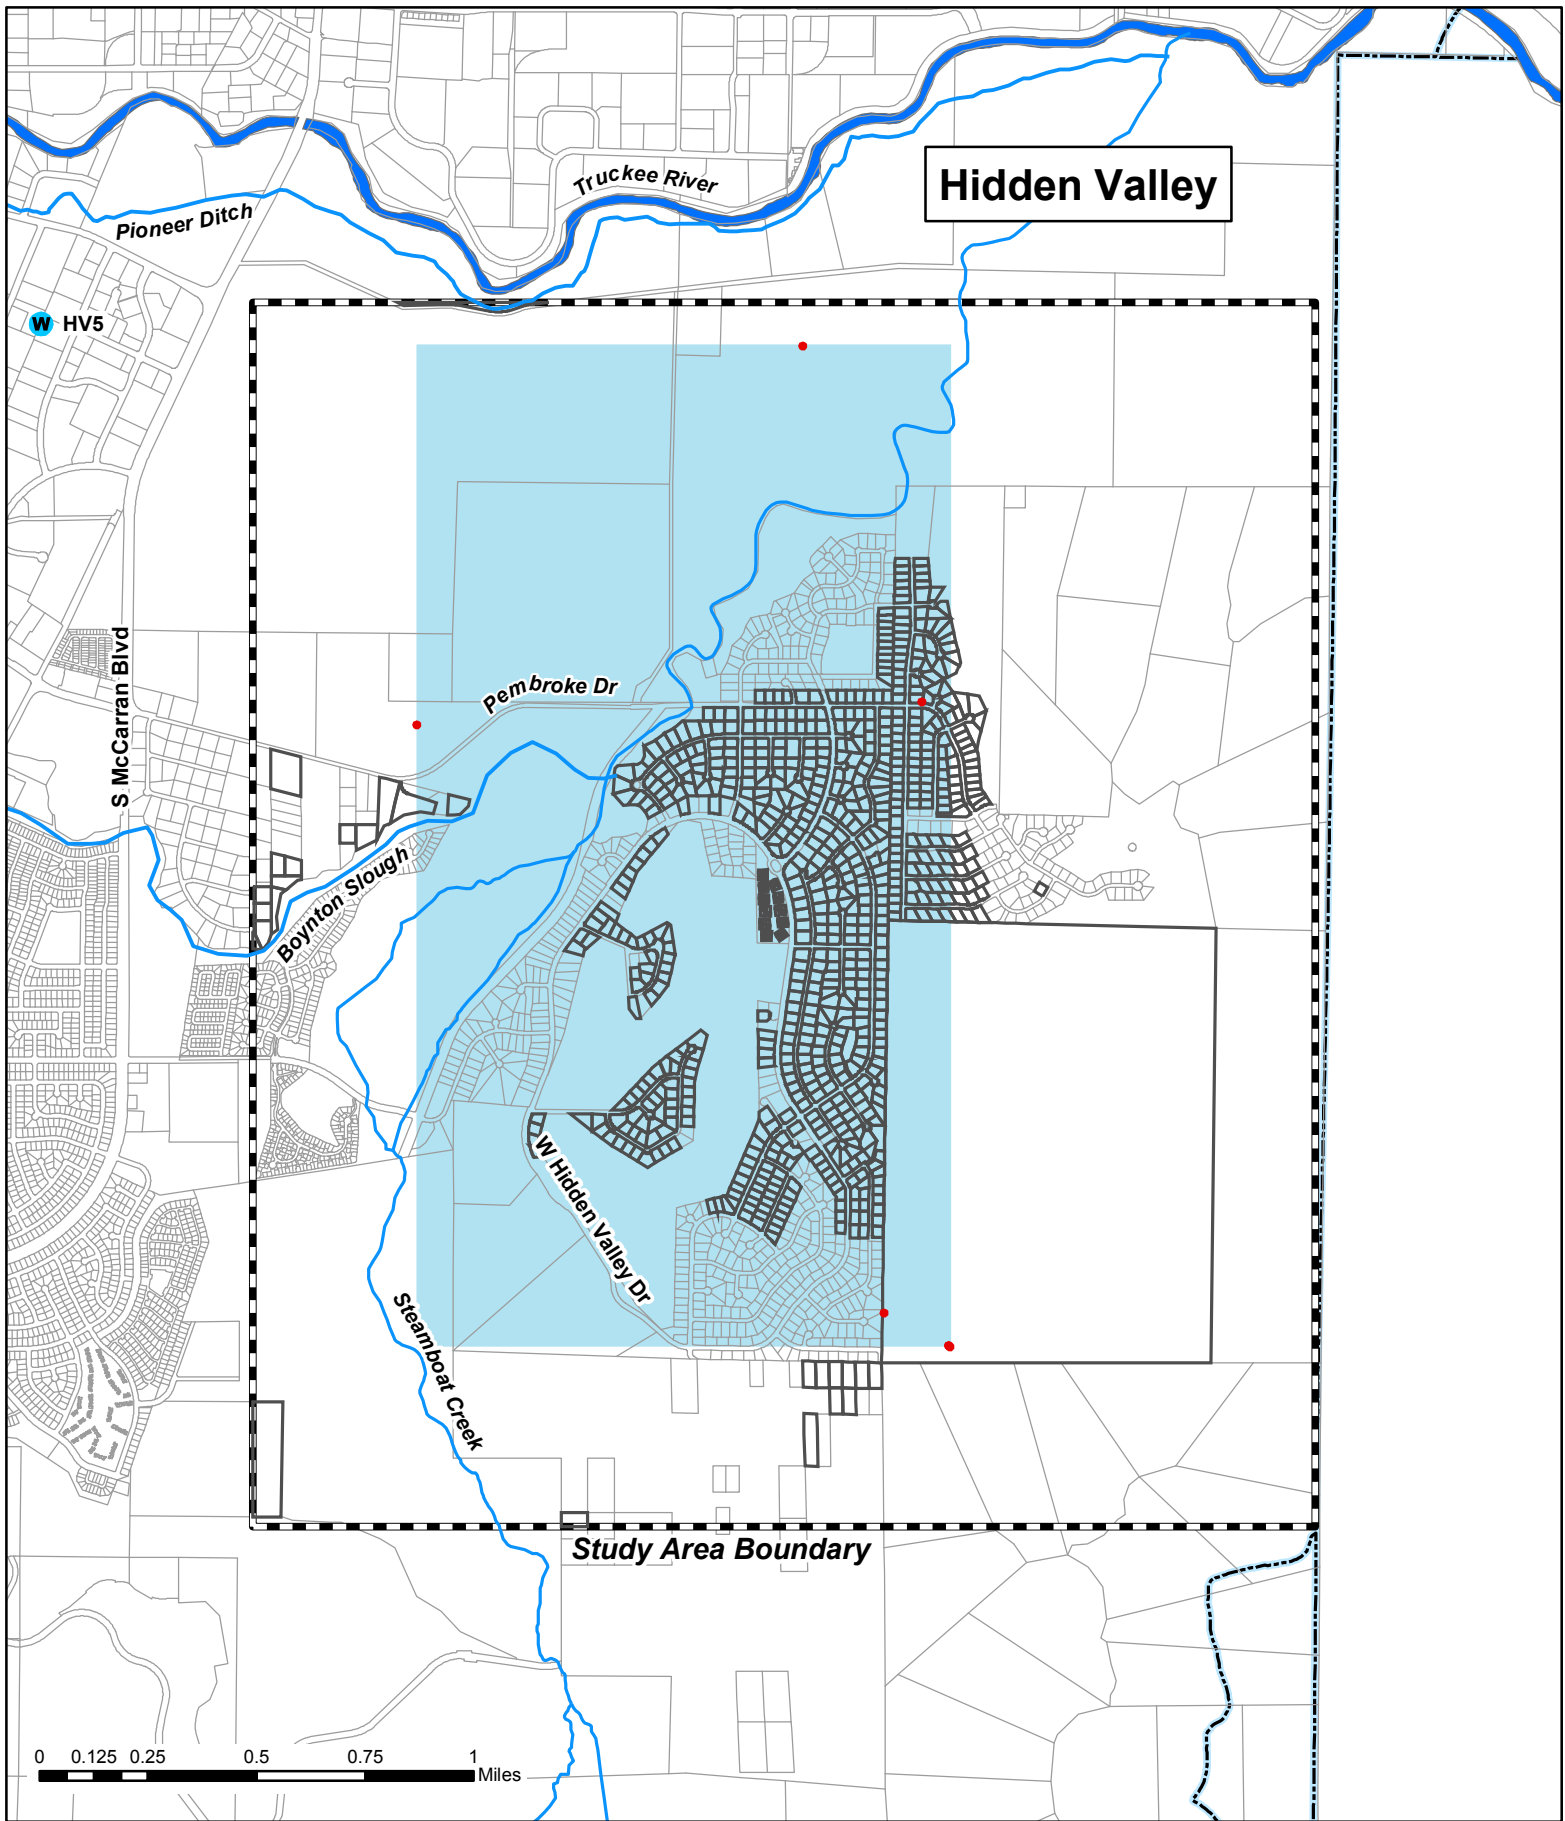 Truckee River
Hidden Valley
Pioneer Ditch
W HV5
S McCarran Blvd
Pembroke Dr
Boynton Slough
W Hidden Valley Dr
Steamboat Creek
Study Area Boundary
0 0.125 0.25 0.5 0.75 1
Miles